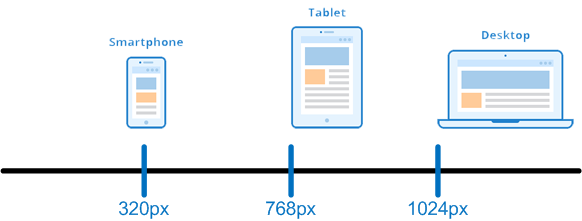 Tablet
Desktop
Smartphone
320px
768px
1024px